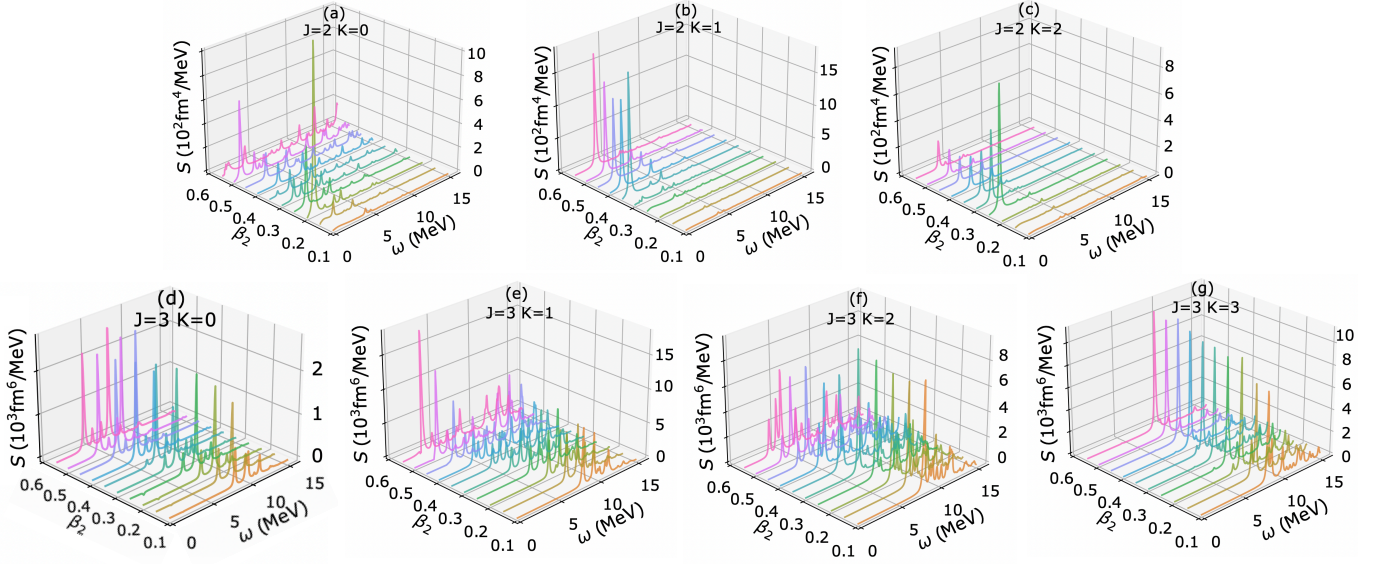 (a)
J=2 K=0
S (10²fm⁴/MeV)
10
8
6
4
2
0
0.6
0.5
0.4
0.3
0.2
0.1
β₂
0
5
10
15
ω (MeV)
(b)
J=2 K=1
S (10²fm⁴/MeV)
15
10
5
0
0.6
0.5
0.4
0.3
0.2
0.1
β₂
0
5
10
15
ω (MeV)
(c)
J=2 K=2
S (10²fm⁴/MeV)
8
6
4
2
0
0.6
0.5
0.4
0.3
0.2
0.1
β₂
0
5
10
15
ω (MeV)
(d)
J=3 K=0
S (10³fm⁶/MeV)
2
1
0
0.6
0.5
0.4
0.3
0.2
0.1
β₂
0
5
10
15
ω (MeV)
(e)
J=3 K=1
S (10³fm⁶/MeV)
15
10
5
0
0.6
0.5
0.4
0.3
0.2
0.1
β₂
0
5
10
15
ω (MeV)
(f)
J=3 K=2
S (10³fm⁶/MeV)
8
6
4
2
0
0.6
0.5
0.4
0.3
0.2
0.1
β₂
0
5
10
15
ω (MeV)
(g)
J=3 K=3
S (10³fm⁶/MeV)
10
8
6
4
2
0
0.6
0.5
0.4
0.3
0.2
0.1
β₂
0
5
10
15
ω (MeV)